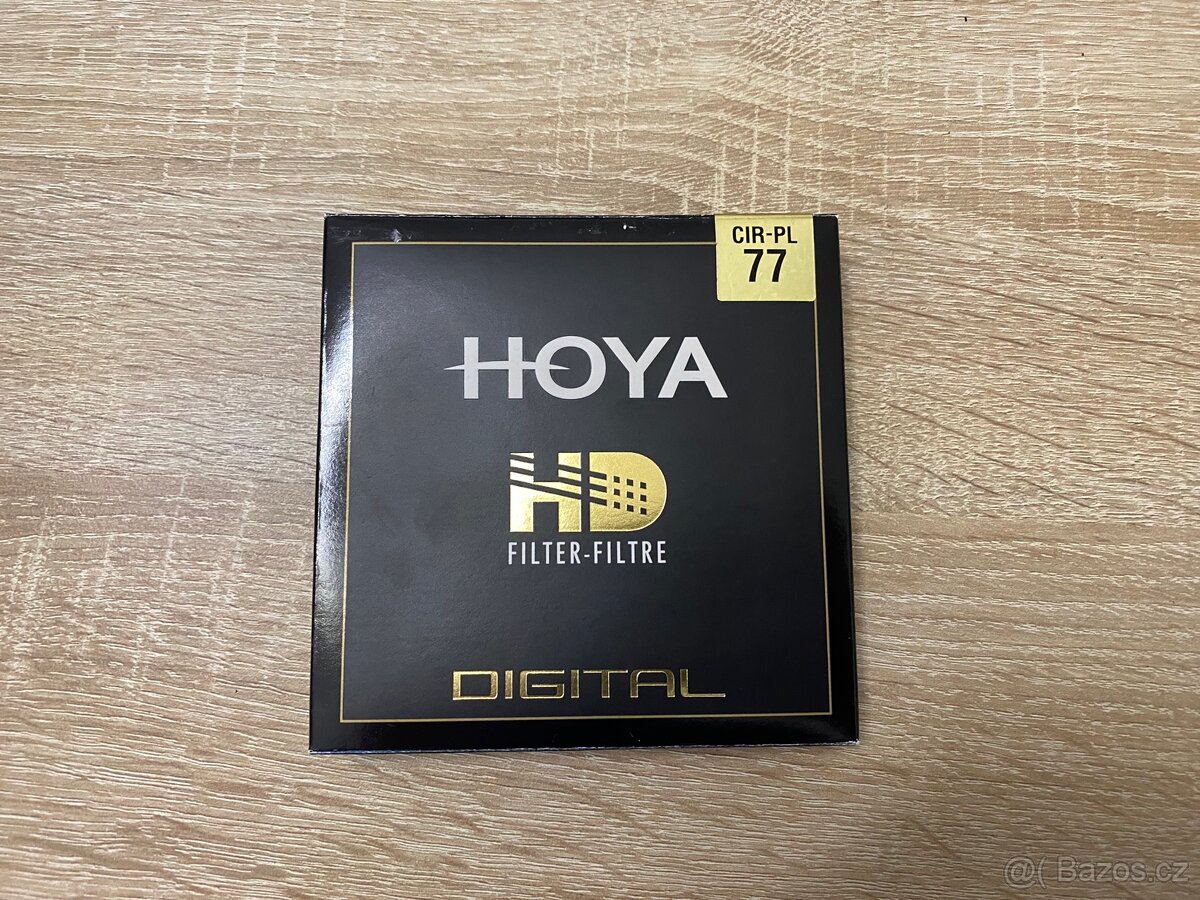 CIR-PL
77
HOYA
HD
FILTER-FILTRE
DIGITAL
@( Bazos.cz